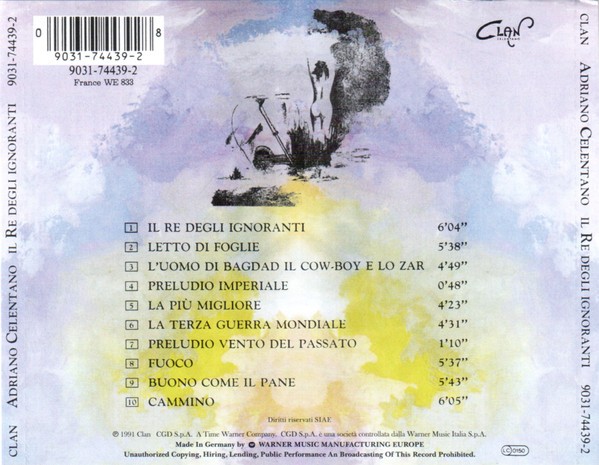 0
8
9031-74439-2
9031-74439-2
France WE 833
CLAN
CELENTANO
CLAN ADRIANO CELENTANO IL RE DEGLI IGNORANTI 9031-74439-2
CLAN ADRIANO CELENTANO IL RE DEGLI IGNORANTI 9031-74439-2
1 IL RE DEGLI IGNORANTI 6'04"
2 LETTO DI FOGLIE 5'38"
3 L'UOMO DI BAGDAD IL COW-BOY E LO ZAR 4'49"
4 PRELUDIO IMPERIALE 0'48"
5 LA PIÙ MIGLIORE 4'23"
6 LA TERZA GUERRA MONDIALE 4'31"
7 PRELUDIO VENTO DEL PASSATO 1'10"
8 FUOCO 5'37"
9 BUONO COME IL PANE 5'43"
10 CAMMINO 6'05"
Diritti riservati SIAE
℗ 1991 Clan CGD S.p.A. A Time Warner Company. CGD S.p.A. è una società controllata dalla Warner Music Italia S.p.A.
Made In Germany by WARNER MUSIC MANUFACTURING EUROPE
Unauthorized Copying, Hiring, Lending, Public Performance An Broadcasting Of This Record Prohibited.
LC 0150